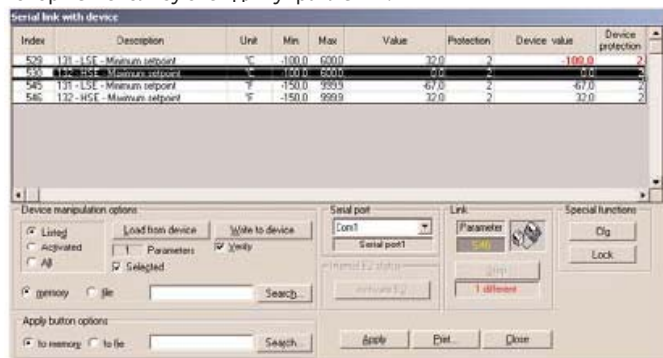 Serial link with device
Index Description Unit Min Max Value Protection Device value Device protection
529 131 - LSE - Minimum setpoint °C -100.0 600.0 32.0 2 -100.0 2
530 132 - HSE - Maximum setpoint °C -100.0 600.0 0.0 2 0.0 2
545 131 - LSE - Minimum setpoint °F -150.0 999.9 -67.0 2 -67.0 2
546 132 - HSE - Maximum setpoint °F -150.0 999.9 32.0 2 32.0 2
Device manipulation options
Listed
Activated
All
Load from device
Write to device
1 Parameters
Verify
Selected
memory
file
Search...
Serial port
Com1
Serial port1
Link
Parameter
546
Stop
1 different
Special functions
Cfg
Lock
Apply button options
to memory
to file
Search...
Apply
Print...
Close